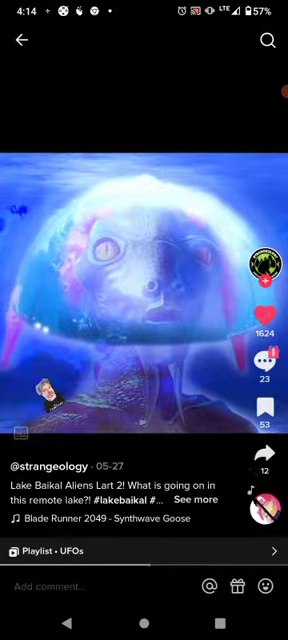 4:14
LTE
57%
1624
23
53
12
@strangeology · 05-27
Lake Baikal Aliens Lart 2! What is going on in
this remote lake?! #lakebaikal #... See more
Blade Runner 2049 - Synthwave Goose
Playlist • UFOs
Add comment...